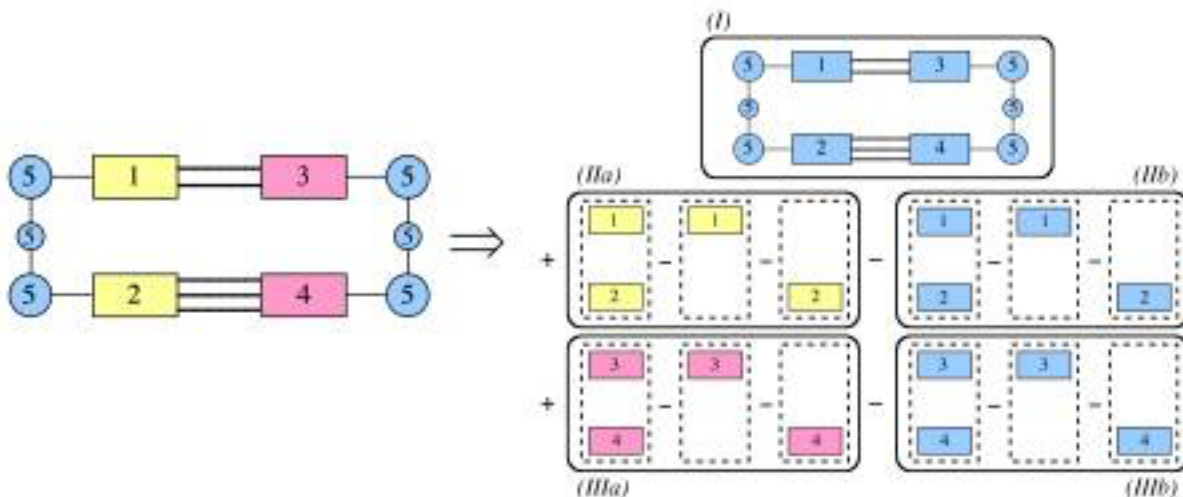 5 1 3 5
5 5
5 2 4 5
⇒
(I)
5 1 3 5
5 5
5 2 4 5
(IIa) (IIb)
1 1 1 1
+ – – – – –
2 2 2 2
3 3 3 3
+ – – – – –
4 4 4 4
(IIIa) (IIIb)